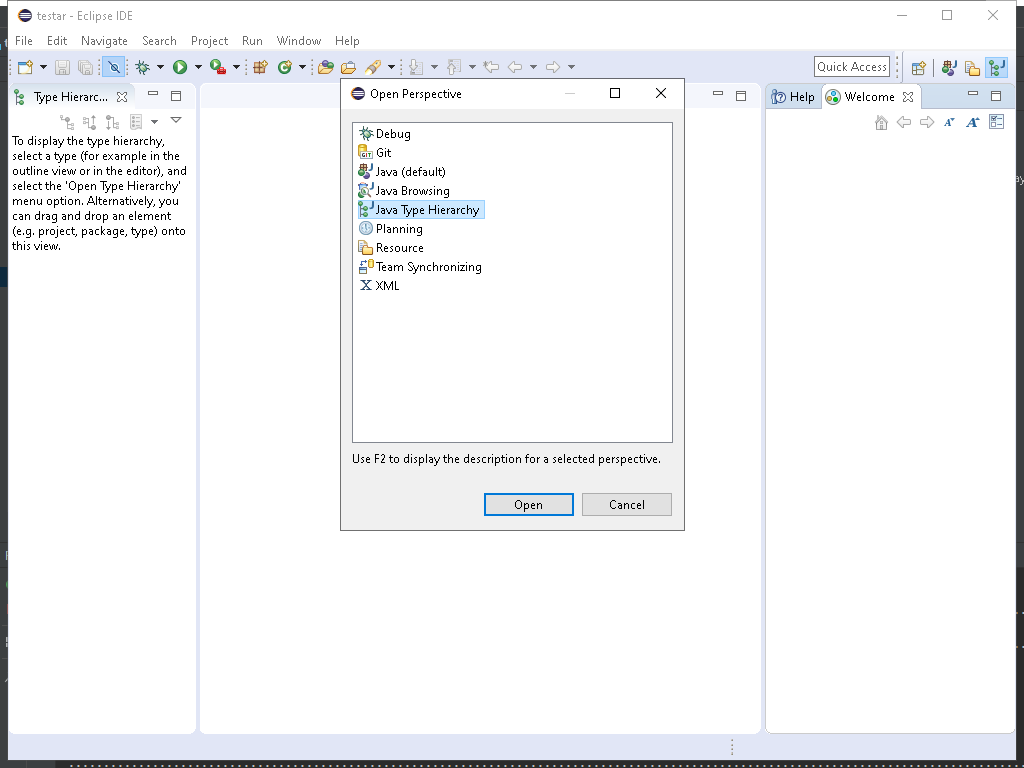 testar - Eclipse IDE
File Edit Navigate Search Project Run Window Help
Quick Access
Type Hierarc...
To display the type hierarchy,
select a type (for example in the
outline view or in the editor), and
select the 'Open Type Hierarchy'
menu option. Alternatively, you
can drag and drop an element
(e.g. project, package, type) onto
this view.
Open Perspective
Debug
Git
Java (default)
Java Browsing
Java Type Hierarchy
Planning
Resource
Team Synchronizing
XML
Use F2 to display the description for a selected perspective.
Open Cancel
Help Welcome